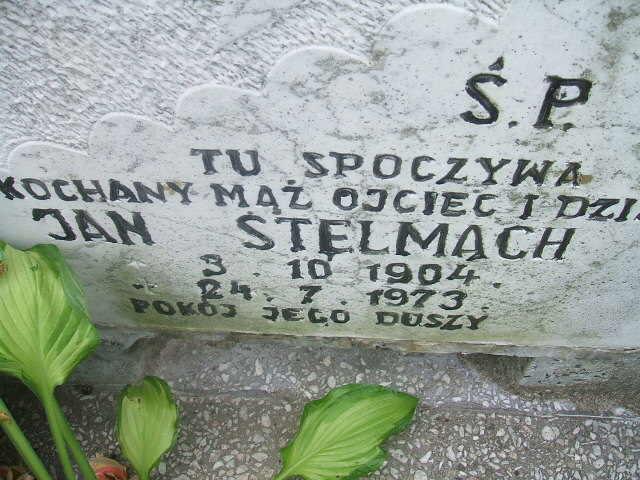 Ś.P.
TU SPOCZYWA
KOCHANY MĄŻ OJCIEC I
JAN STELMACH
3. 10 1904.
+ 24. 7. 1973.
POKÓJ JEGO DUSZY